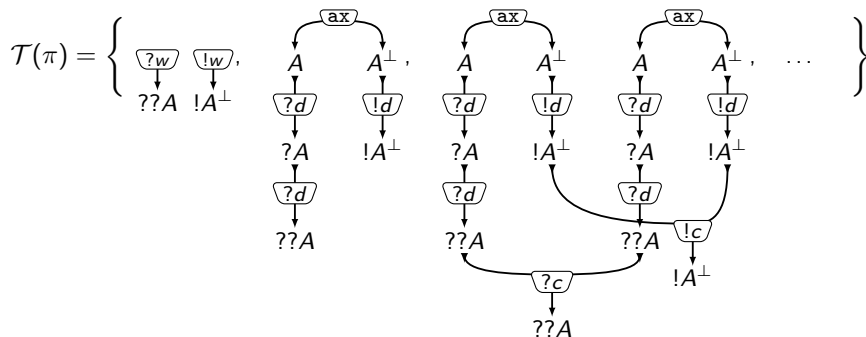 ax ax ax
𝒯(π) = { ?w !w , A A⊥ , A A⊥ A A⊥ , ... }
??A !A⊥ ?d !d ?d !d ?d !d
?A !A⊥ ?A !A⊥ ?A !A⊥
?d ?d ?d
??A ??A ??A !c
?c !A⊥
??A